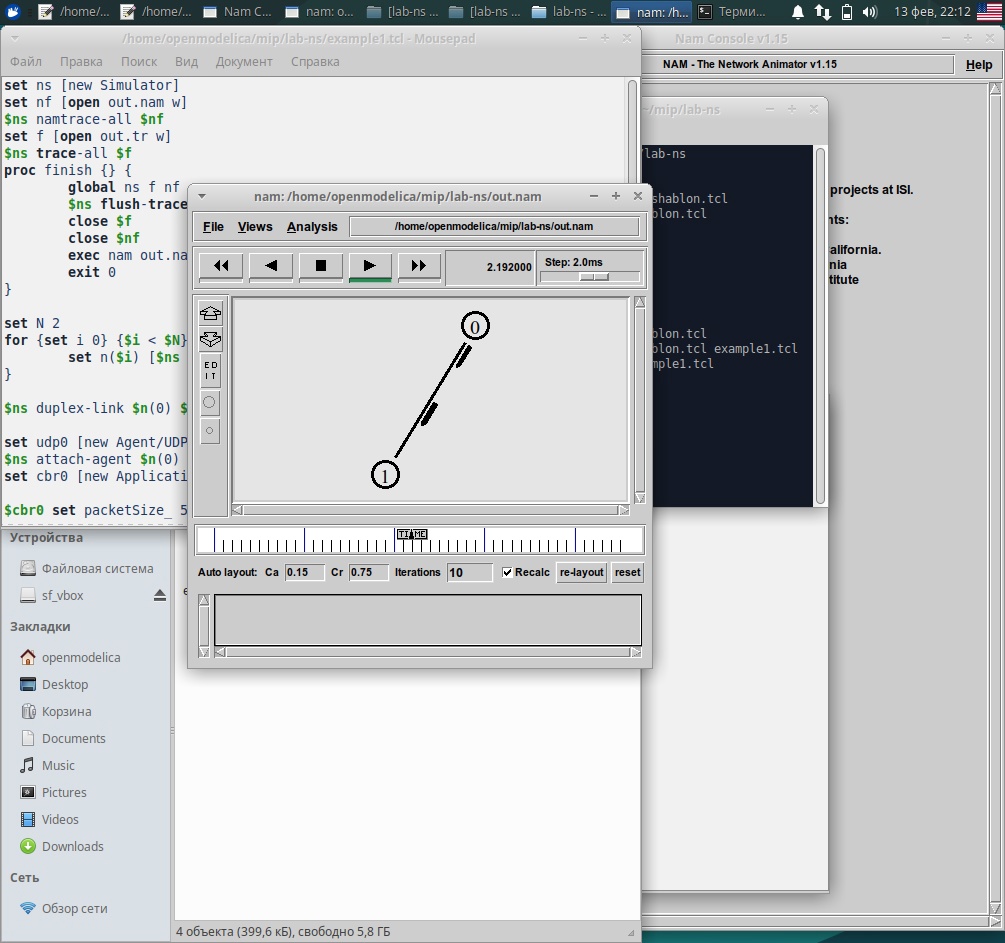 /home/...
/home/...
Nam C...
nam: o...
[lab-ns ...
[lab-ns ...
lab-ns - ...
nam: /h...
Терми...
13 фев, 22:12
/home/openmodelica/mip/lab-ns/example1.tcl - Mousepad
Файл Правка Поиск Вид Документ Справка
set ns [new Simulator]
set nf [open out.nam w]
$ns namtrace-all $nf
set f [open out.tr w]
$ns trace-all $f
proc finish {} {
global ns f nf
$ns flush-trace
close $f
close $nf
exec nam out.na
exit 0
}
set N 2
for {set i 0} {$i < $N}
set n($i) [$ns
}
$ns duplex-link $n(0) $
set udp0 [new Agent/UDP
$ns attach-agent $n(0)
set cbr0 [new Applicati
$cbr0 set packetSize_ 5
Nam Console v1.15
NAM - The Network Animator v1.15
Help
~/mip/lab-ns
/lab-ns
shablon.tcl
blon.tcl
blon.tcl
blon.tcl example1.tcl
mple1.tcl
projects at ISI.
nts:
alifornia.
nia
titute
nam: /home/openmodelica/mip/lab-ns/out.nam
File Views Analysis
/home/openmodelica/mip/lab-ns/out.nam
2.192000
Step: 2.0ms
ED
IT
0
1
TIME
Auto layout: Ca 0.15 Cr 0.75 Iterations 10 Recalc re-layout reset
Устройства
Файловая система
sf_vbox
Закладки
openmodelica
Desktop
Корзина
Documents
Music
Pictures
Videos
Downloads
Сеть
Обзор сети
4 объекта (399,6 кБ), свободно 5,8 ГБ